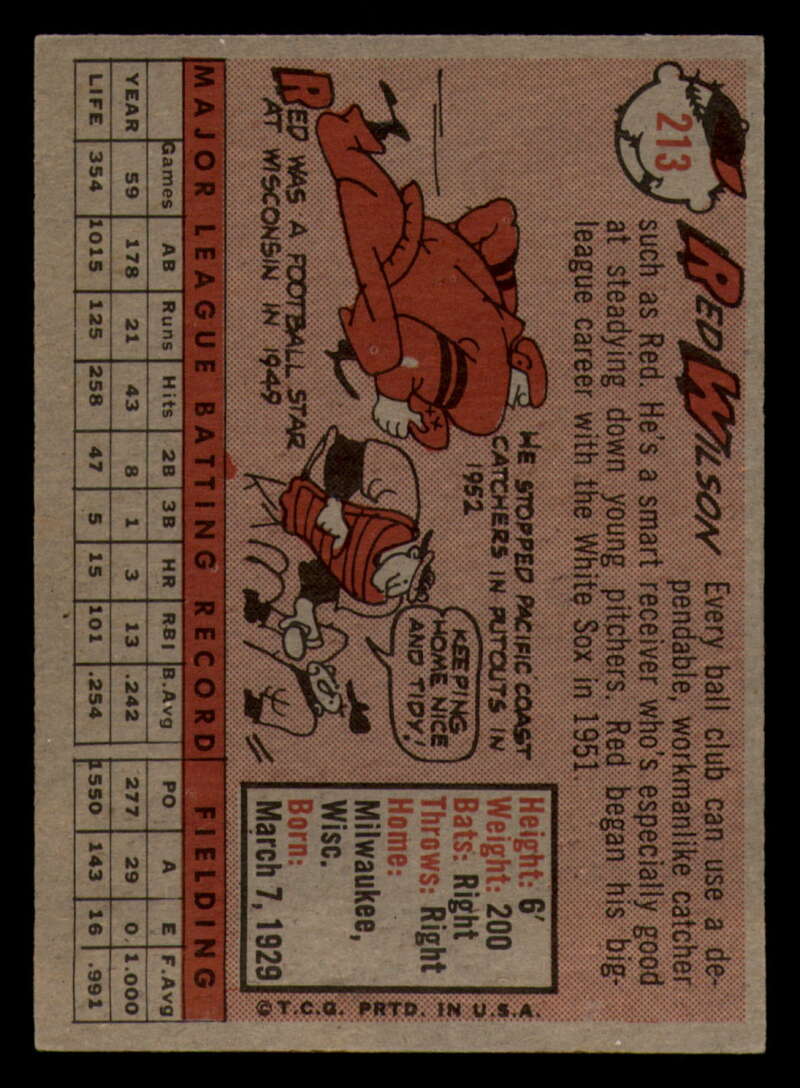 213
RED WILSON
Every ball club can use a de-
pendable, workmanlike catcher
such as Red. He's a smart receiver who's especially good
at steadying down young pitchers. Red began his big-
league career with the White Sox in 1951.
HE STOPPED PACIFIC COAST
CATCHERS IN PUTOUTS IN
1952
KEEPING
HOME NICE
AND TIDY!
RED WAS A FOOTBALL STAR
AT WISCONSIN IN 1949
Height: 6'
Weight: 200
Bats: Right
Throws: Right
Home:
Milwaukee,
Wisc.
Born:
March 7, 1929
©T.C.G. PRTD. IN U.S.A.
MAJOR LEAGUE BATTING RECORD FIELDING
Games AB Runs Hits 2B 3B HR RBI B.Avg PO A E F.Avg
YEAR 59 178 21 43 8 1 3 13 .242 277 29 0 1.000
LIFE 354 1015 125 258 47 5 15 101 .254 1550 143 16 .991